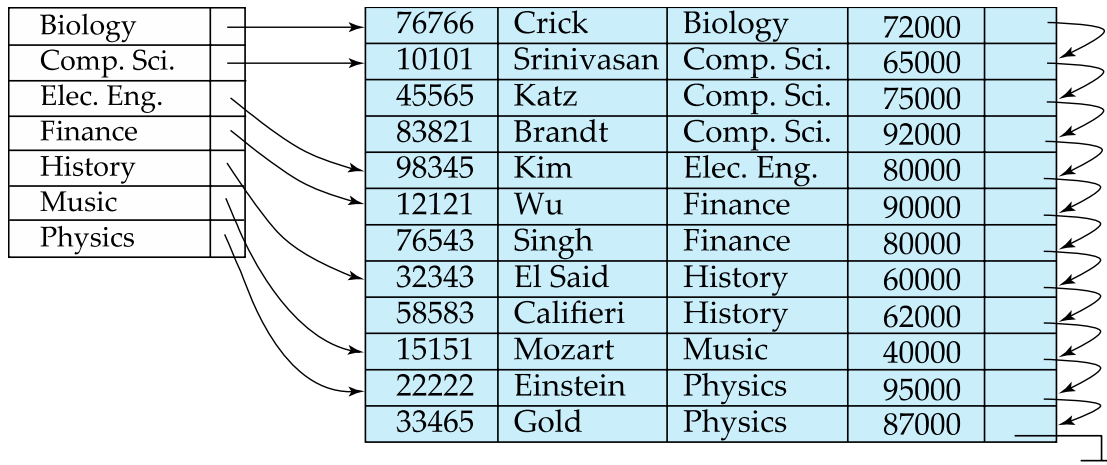 Biology
Comp. Sci.
Elec. Eng.
Finance
History
Music
Physics
76766 Crick Biology 72000
10101 Srinivasan Comp. Sci. 65000
45565 Katz Comp. Sci. 75000
83821 Brandt Comp. Sci. 92000
98345 Kim Elec. Eng. 80000
12121 Wu Finance 90000
76543 Singh Finance 80000
32343 El Said History 60000
58583 Califieri History 62000
15151 Mozart Music 40000
22222 Einstein Physics 95000
33465 Gold Physics 87000